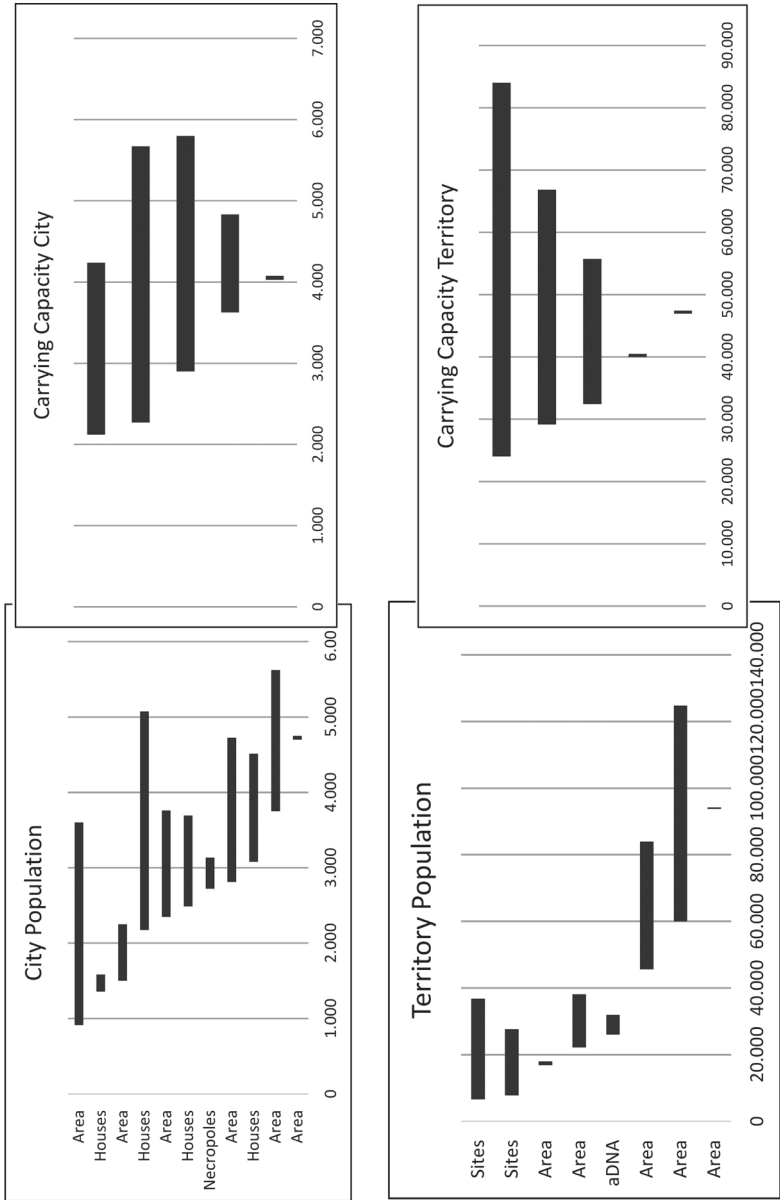 City Population
Area
Houses
Area
Houses
Area
Houses
Necropoles
Area
Houses
Area
Area
0
1.000
2.000
3.000
4.000
5.000
6.00
Carrying Capacity City
0
1.000
2.000
3.000
4.000
5.000
6.000
7.000
Territory Population
Sites
Sites
Area
Area
aDNA
Area
Area
Area
0
20.000
40.000
60.000
80.000
100.000
120.000
140.000
Carrying Capacity Territory
0
10.000
20.000
30.000
40.000
50.000
60.000
70.000
80.000
90.000